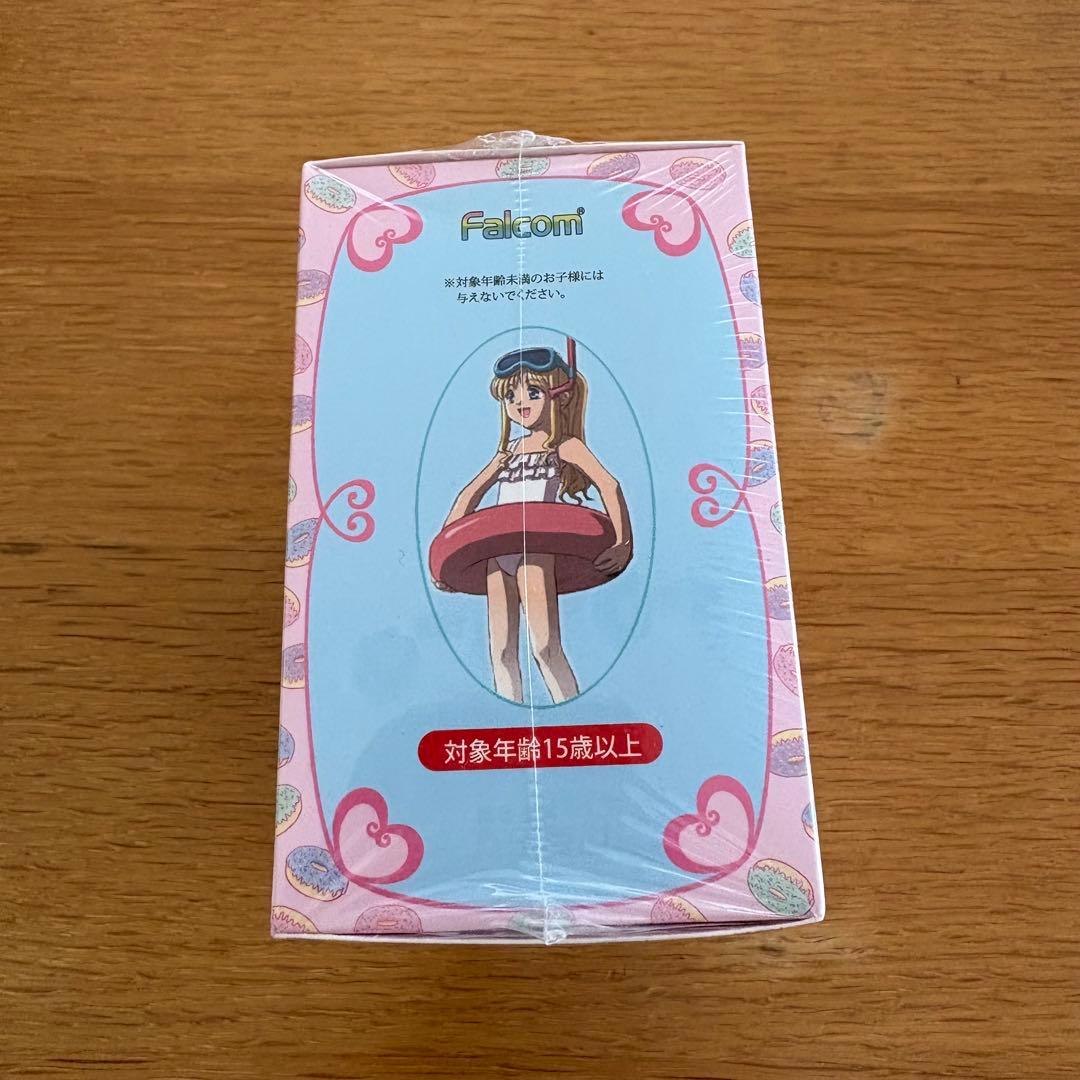 Falcom®
※対象年齢未満のお子様には
与えないでください。
対象年齢15歳以上